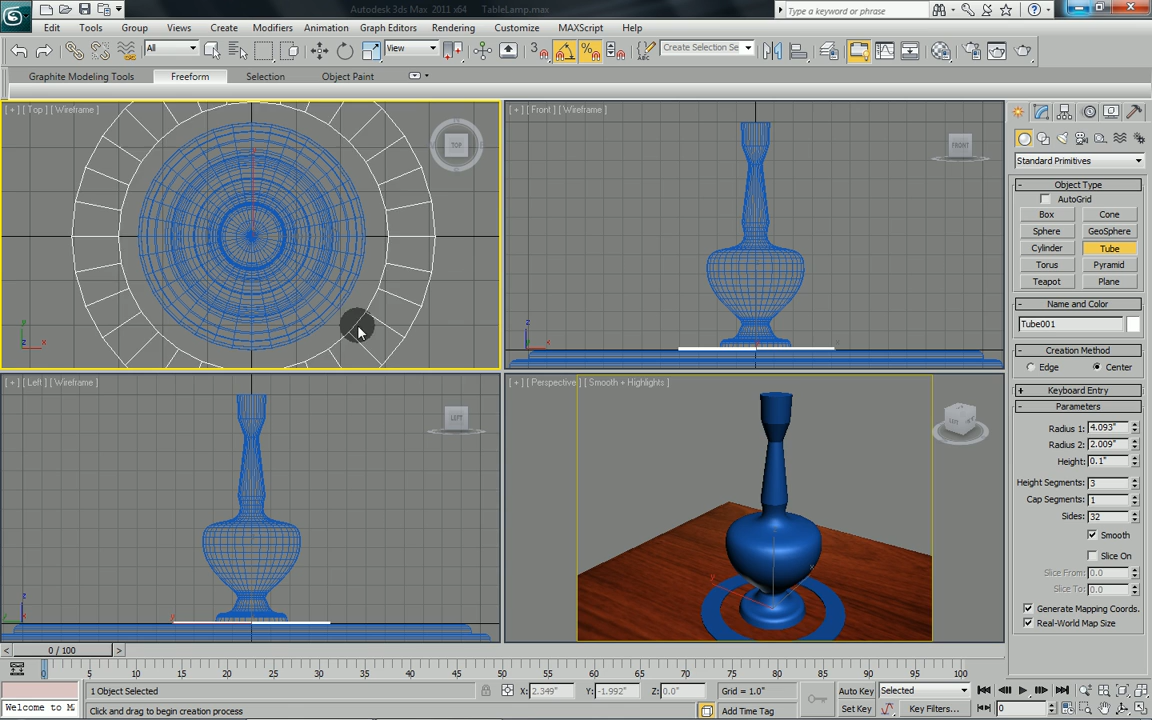 Autodesk 3ds Max 2011 x64 TableLamp.max
Type a keyword or phrase
Edit Tools Group Views Create Modifiers Animation Graph Editors Rendering Customize MAXScript Help
All View 3 Create Selection Se
Graphite Modeling Tools Freeform Selection Object Paint
[ + ] [ Top ] [ Wireframe ]
TOP
[ + ] [ Front ] [ Wireframe ]
FRONT
[ + ] [ Left ] [ Wireframe ]
LEFT
[ + ] [ Perspective ] [ Smooth + Highlights ]
LEFT
Standard Primitives
- Object Type
AutoGrid
Box Cone
Sphere GeoSphere
Cylinder Tube
Torus Pyramid
Teapot Plane
- Name and Color
Tube001
- Creation Method
Edge Center
+ Keyboard Entry
- Parameters
Radius 1: 4.093"
Radius 2: 2.009"
Height: 0.1"
Height Segments: 3
Cap Segments: 1
Sides: 32
Smooth
Slice On
Slice From: 0.0
Slice To: 0.0
Generate Mapping Coords.
Real-World Map Size
< 0 / 100 >
0 5 10 15 20 25 30 35 40 45 50 55 60 65 70 75 80 85 90 95 100
1 Object Selected X: 2.349" Y: -1.992" Z: 0.0" Grid = 1.0" Auto Key Selected
Welcome to M Click and drag to begin creation process Add Time Tag Set Key Key Filters... 0